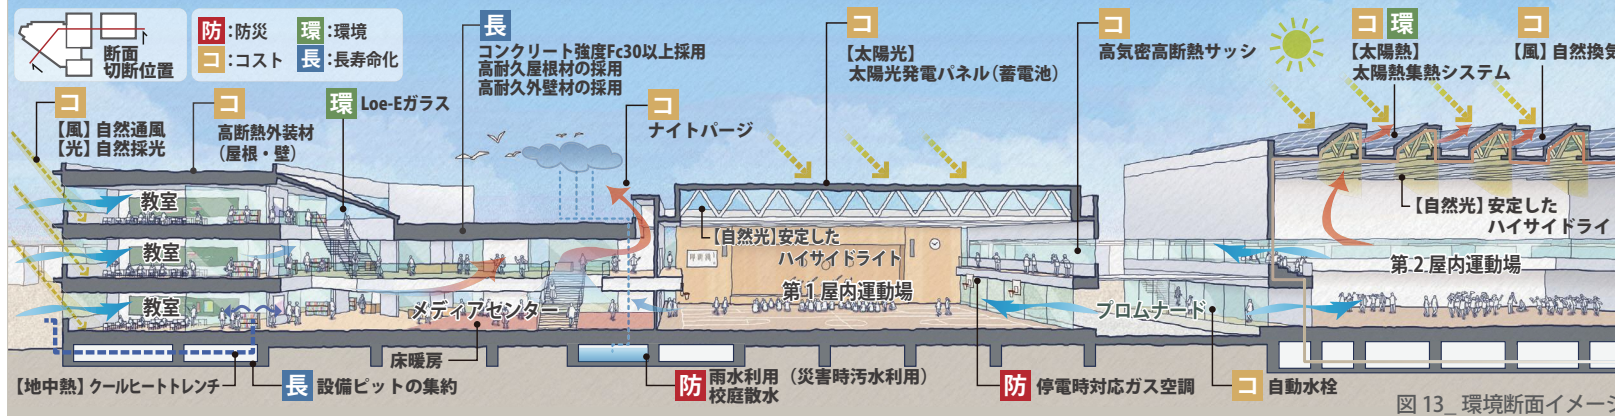 防:防災
環:環境
コ:コスト
長:長寿命化
断面
切断位置
コ
【風】自然通風
【光】自然採光
コ
高断熱外装材
（屋根・壁）
環 Loe-Eガラス
長
コンクリート強度Fc30以上採用
高耐久屋根材の採用
高耐久外壁材の採用
コ
ナイトパージ
コ
【太陽光】
太陽光発電パネル（蓄電池）
コ
高気密高断熱サッシ
コ 環
【太陽熱】
太陽熱集熱システム
コ
【風】自然換気
教室
教室
教室
メディアセンター
【自然光】安定した
ハイサイドライト
第1屋内運動場
プロムナード
【自然光】安定した
ハイサイドライ
第2屋内運動場
床暖房
【地中熱】クールヒートトレンチ
長 設備ピットの集約
防 雨水利用（災害時汚水利用）
校庭散水
防 停電時対応ガス空調
コ 自動水栓
図13_環境断面イメージ